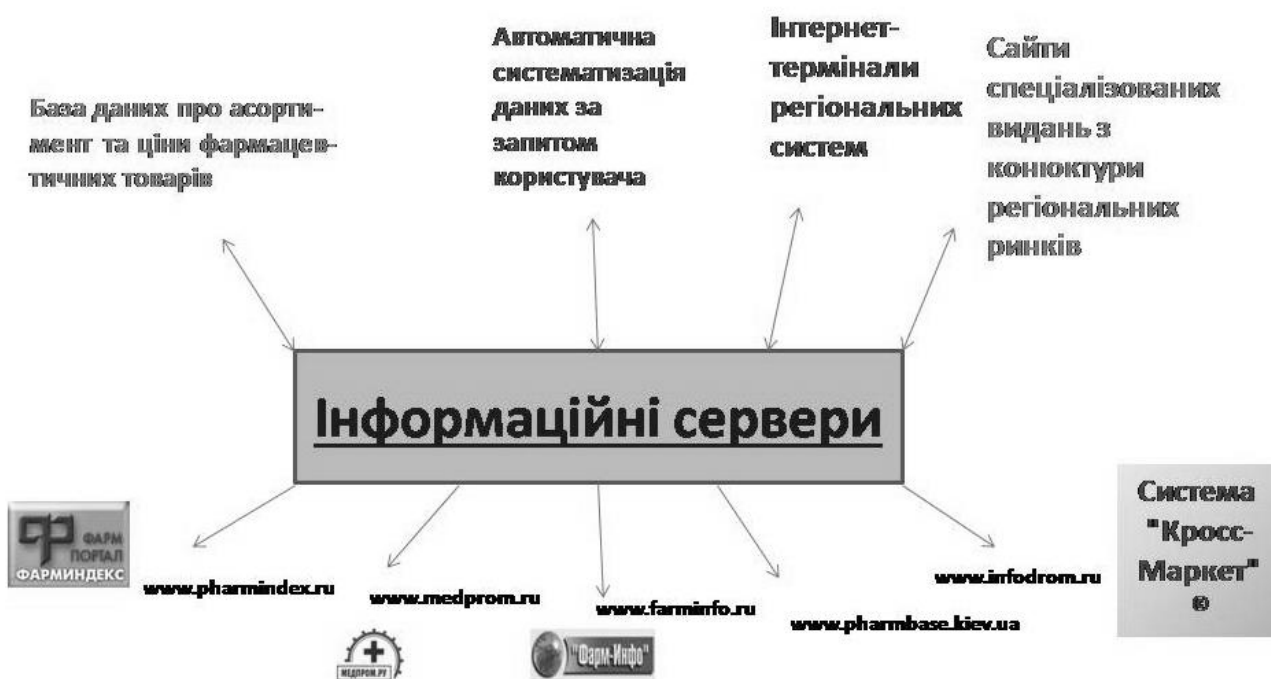 База даних про асорти-
мент та ціни фармацев-
тичних товарів
Автоматична
систематизація
даних за
запитом
користувача
Інтернет-
термінали
регіональних
систем
Сайти
спеціалізованих
видань з
конюктури
регіональних
ринків
Інформаційні сервери
ФАРМ
ПОРТАЛ
ФАРМИНДЕКС
www.pharmindex.ru
www.medprom.ru
www.farminfo.ru
www.pharmbase.kiev.ua
www.infodrom.ru
Система
"Кросс-
Маркет"
®
МЕДПРОМ.РУ
"Фарм-Инфо"